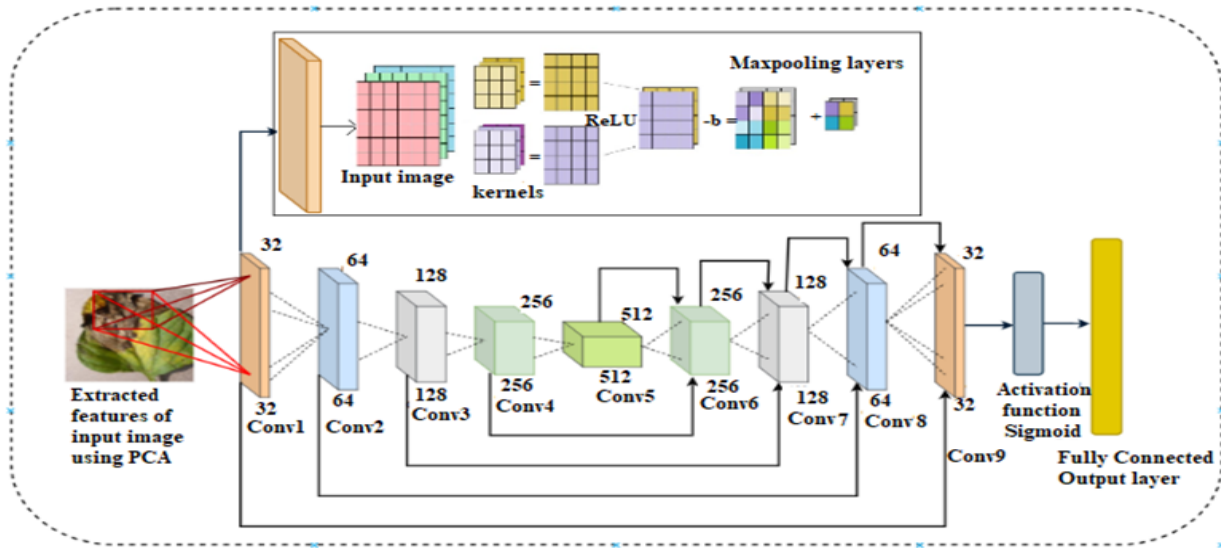 Maxpooling layers
=
ReLU
-b =
+
=
Input image
kernels
32
64
128
256
512
256
128
64
32
32
Conv1
64
Conv2
128
Conv3
256
Conv4
512
Conv5
256
Conv6
128
Conv7
64
Conv 8
32
Conv9
Extracted
features of
input image
using PCA
Activation
function
Sigmoid
Fully Connected
Output layer